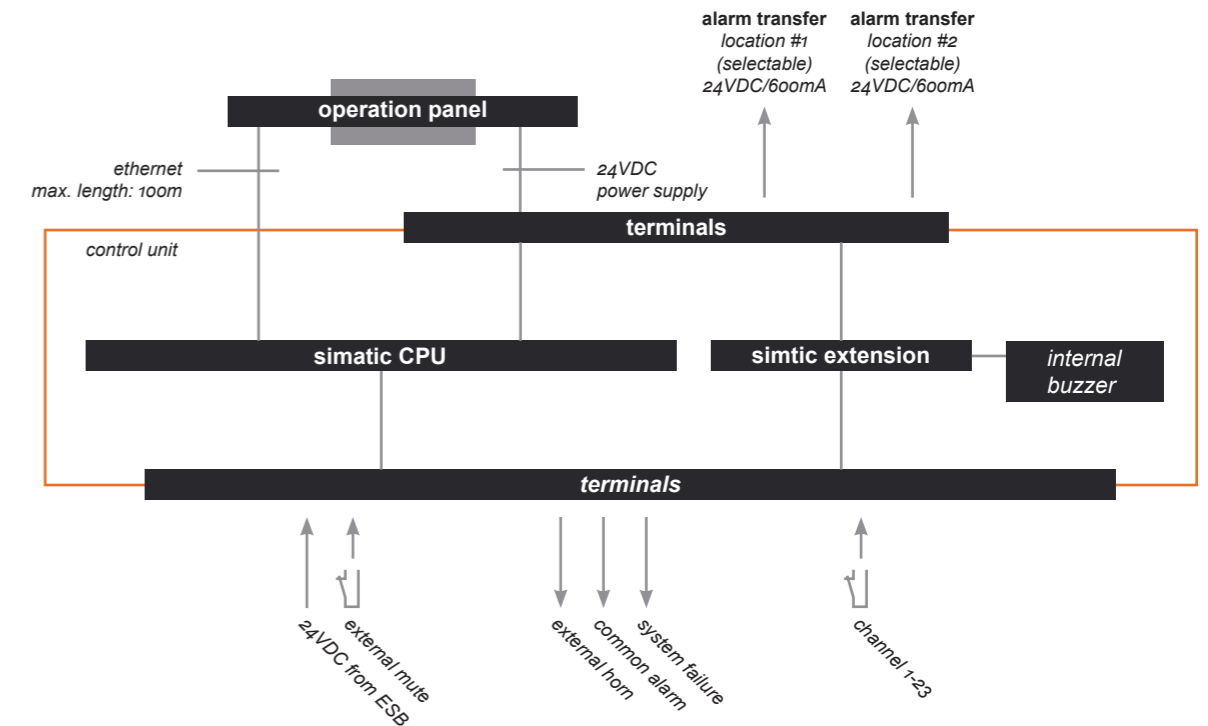 alarm transfer
location #1
(selectable)
24VDC/600mA
alarm transfer
location #2
(selectable)
24VDC/600mA
operation panel
ethernet
max. length: 100m
24VDC
power supply
terminals
control unit
simatic CPU
simtic extension
internal
buzzer
terminals
24VDC from ESB
external mute
external horn
common alarm
system failure
channel 1-23